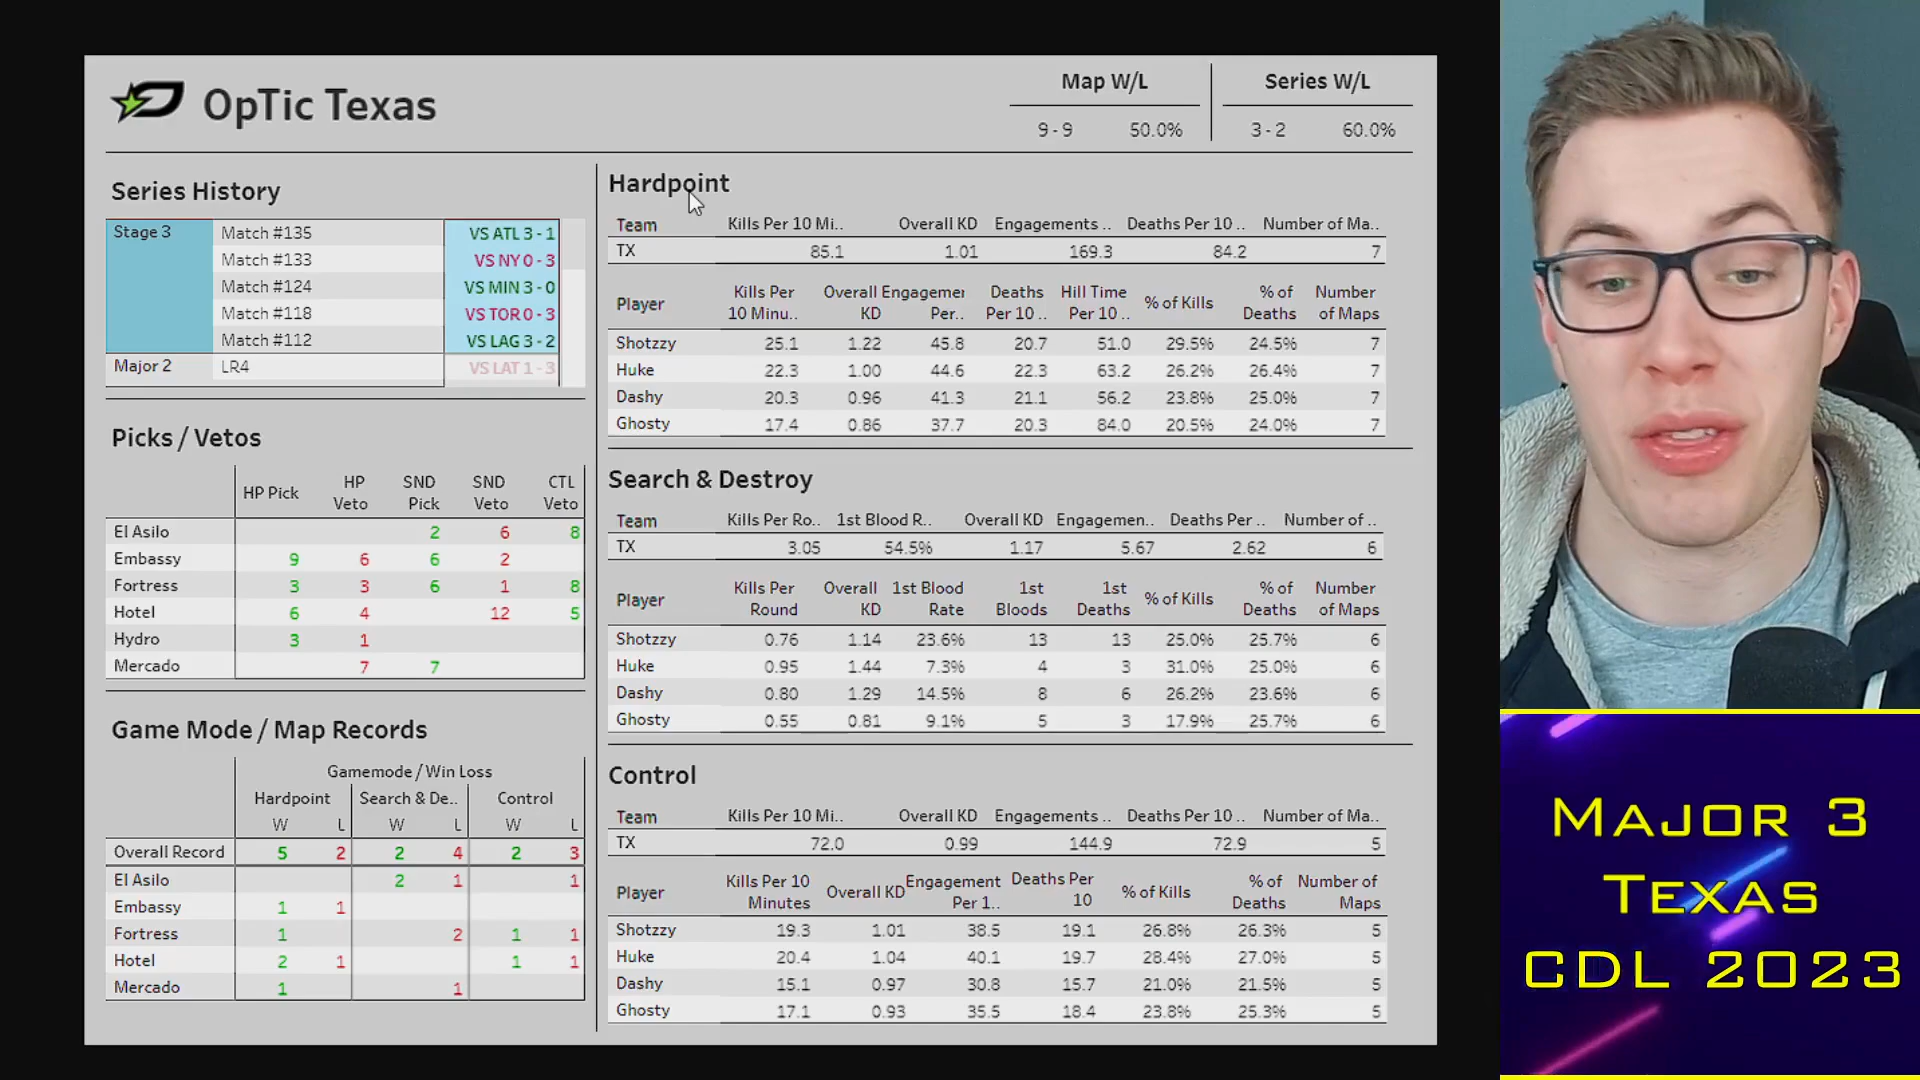 OpTic Texas
Map W/L
Series W/L
9 - 9 50.0%
3 - 2 60.0%
Series History
Stage 3 Match #135 VS ATL 3 - 1
Match #133 VS NY 0 - 3
Match #124 VS MIN 3 - 0
Match #118 VS TOR 0 - 3
Match #112 VS LAG 3 - 2
Major 2 LR4 VS LAT 1 - 3
Picks / Vetos
HP Pick HP Veto SND Pick SND Veto CTL Veto
El Asilo 2 6 8
Embassy 9 6 6 2
Fortress 3 3 6 1 8
Hotel 6 4 12 5
Hydro 3 1
Mercado 7 7
Game Mode / Map Records
Gamemode / Win Loss
Hardpoint Search & De.. Control
W L W L W L
Overall Record 5 2 2 4 2 3
El Asilo 2 1 1
Embassy 1 1
Fortress 1 2 1 1
Hotel 2 1 1 1
Mercado 1 1
Hardpoint
Team Kills Per 10 Mi.. Overall KD Engagements .. Deaths Per 10 .. Number of Ma..
TX 85.1 1.01 169.3 84.2 7
Player Kills Per 10 Minu.. Overall KD Engagemer Per.. Deaths Per 10 .. Hill Time Per 10 .. % of Kills % of Deaths Number of Maps
Shotzzy 25.1 1.22 45.8 20.7 51.0 29.5% 24.5% 7
Huke 22.3 1.00 44.6 22.3 63.2 26.2% 26.4% 7
Dashy 20.3 0.96 41.3 21.1 56.2 23.8% 25.0% 7
Ghosty 17.4 0.86 37.7 20.3 84.0 20.5% 24.0% 7
Search & Destroy
Team Kills Per Ro.. 1st Blood R.. Overall KD Engagemen.. Deaths Per .. Number of ..
TX 3.05 54.5% 1.17 5.67 2.62 6
Player Kills Per Round Overall KD 1st Blood Rate 1st Bloods 1st Deaths % of Kills % of Deaths Number of Maps
Shotzzy 0.76 1.14 23.6% 13 13 25.0% 25.7% 6
Huke 0.95 1.44 7.3% 4 3 31.0% 25.0% 6
Dashy 0.80 1.29 14.5% 8 6 26.2% 23.6% 6
Ghosty 0.55 0.81 9.1% 5 3 17.9% 25.7% 6
Control
Team Kills Per 10 Mi.. Overall KD Engagements .. Deaths Per 10 .. Number of Ma..
TX 72.0 0.99 144.9 72.9 5
Player Kills Per 10 Minutes Overall KD Engagement Per 1.. Deaths Per 10 % of Kills % of Deaths Number of Maps
Shotzzy 19.3 1.01 38.5 19.1 26.8% 26.3% 5
Huke 20.4 1.04 40.1 19.7 28.4% 27.0% 5
Dashy 15.1 0.97 30.8 15.7 21.0% 21.5% 5
Ghosty 17.1 0.93 35.5 18.4 23.8% 25.3% 5
Major 3
Texas
CDL 2023